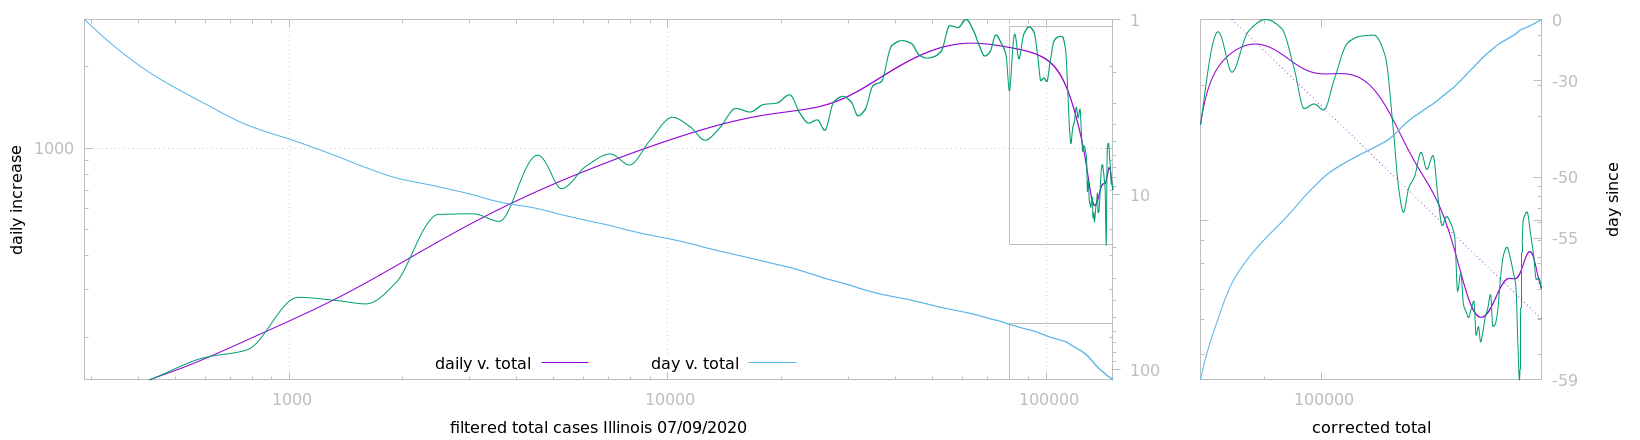 daily increase
1000
1
10
100
daily v. total
day v. total
1000
10000
100000
filtered total cases Illinois 07/09/2020
0
-30
-50
-55
-59
day since
100000
corrected total